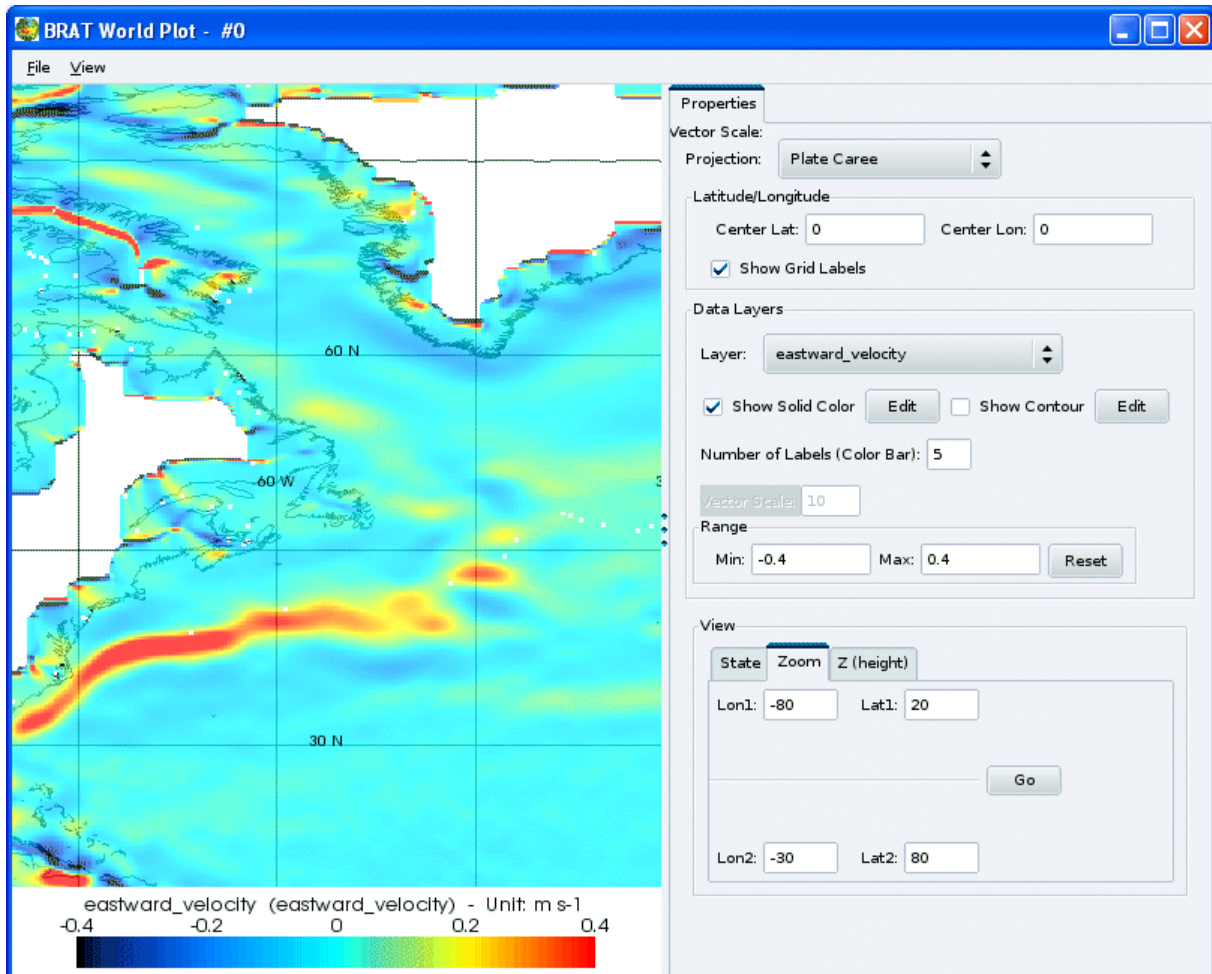 BRAT World Plot - #0
File View
60 N
60 W
3
30 N
eastward_velocity (eastward_velocity) - Unit: m s-1
-0.4 -0.2 0 0.2 0.4
Properties
Vector Scale:
Projection: Plate Caree
Latitude/Longitude
Center Lat: 0 Center Lon: 0
Show Grid Labels
Data Layers
Layer: eastward_velocity
Show Solid Color Edit Show Contour Edit
Number of Labels (Color Bar): 5
Vector Scale: 10
Range
Min: -0.4 Max: 0.4 Reset
View
State Zoom Z (height)
Lon1: -80 Lat1: 20
Go
Lon2: -30 Lat2: 80